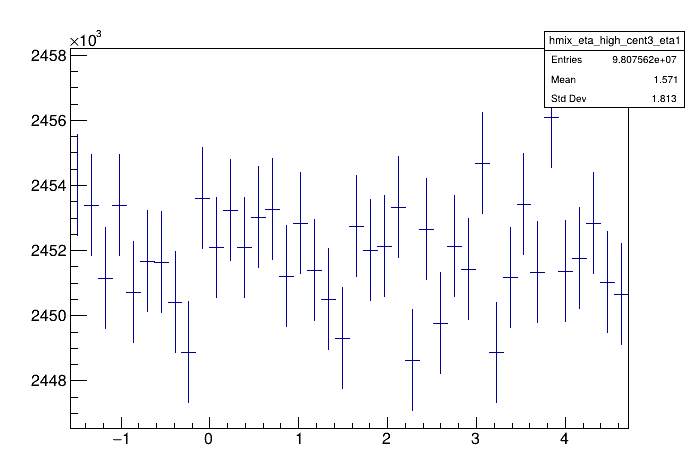 ×10³
hmix_eta_high_cent3_eta1
Entries 9.807562e+07
Mean 1.571
Std Dev 1.813
2458
2456
2454
2452
2450
2448
−1 0 1 2 3 4